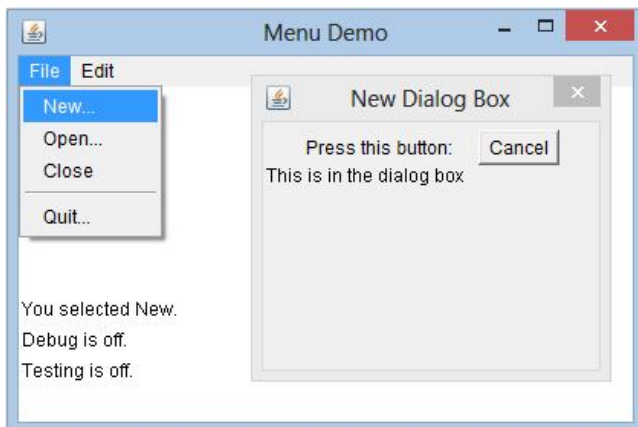 Menu Demo
File Edit
New...
Open...
Close
Quit...
You selected New.
Debug is off.
Testing is off.
New Dialog Box
Press this button: Cancel
This is in the dialog box